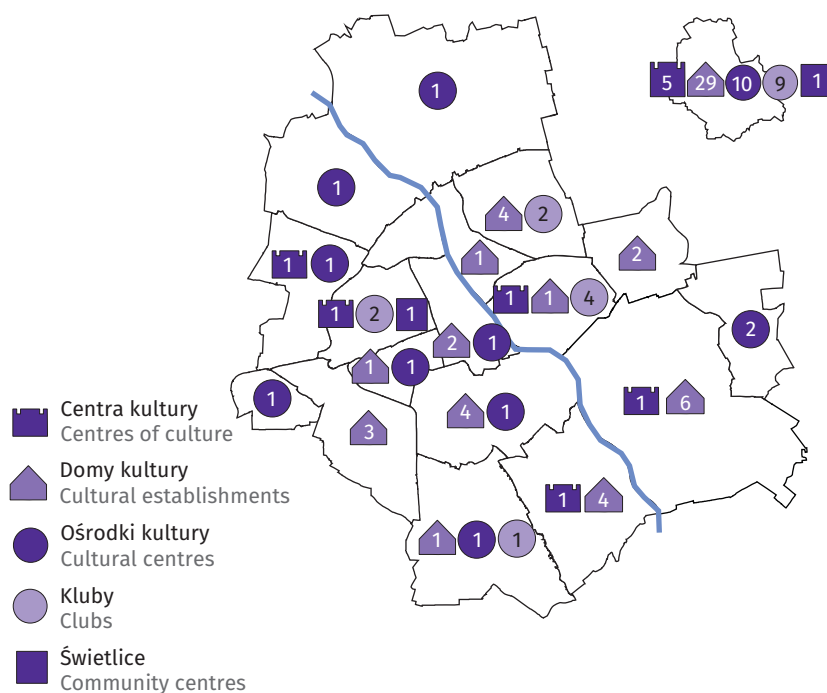 1
5 29 10 9 1
1
4 2
1
2
1 1
1 1 4
1 2 1
2
2 1
1 1
1
1 6
4 1
3
1 4
1 1 1
Centra kultury
Centres of culture
Domy kultury
Cultural establishments
Ośrodki kultury
Cultural centres
Kluby
Clubs
Świetlice
Community centres